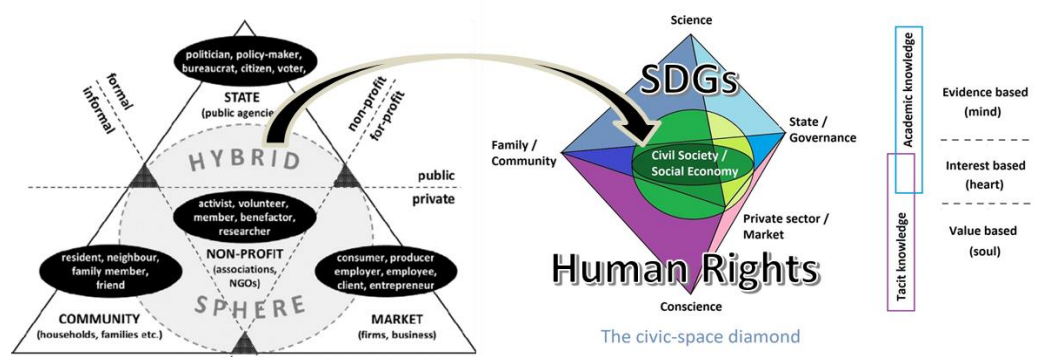 politician, policy-maker,
bureaucrat, citizen, voter,
formal
informal
STATE
(public agencie
non-profit
for-profit
HYBRID
public
private
activist, volunteer,
member, benefactor,
researcher
NON-PROFIT
(associations,
NGOs)
resident, neighbour,
family member,
friend
consumer, producer
employer, employee,
client, entrepreneur
SPHERE
COMMUNITY
(households, families etc.)
MARKET
(firms, business)
Science
SDGs
Family /
Community
State /
Governance
Civil Society /
Social Economy
Private sector /
Market
Human Rights
Conscience
The civic-space diamond
Academic knowledge
Tacit knowledge
Evidence based
(mind)
Interest based
(heart)
Value based
(soul)